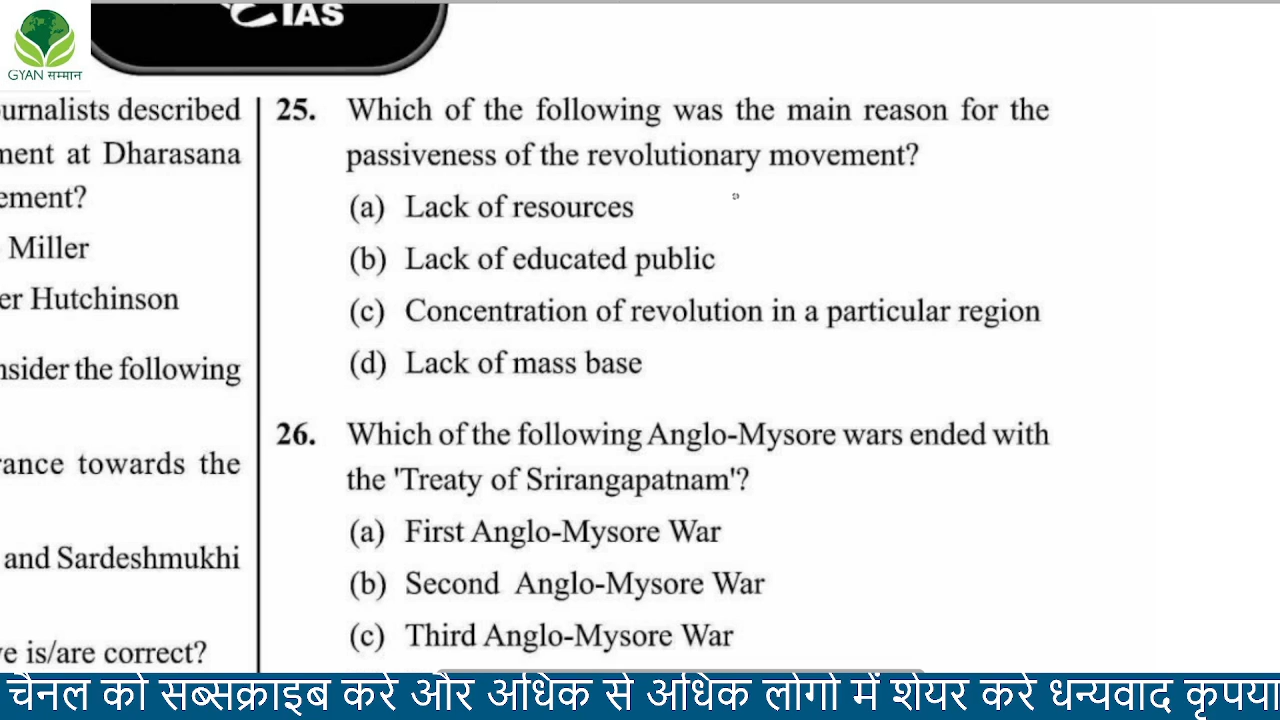 IAS
GYAN सम्मान
urnalists described
ment at Dharasana
ement?
Miller
er Hutchinson
nsider the following
rance towards the
and Sardeshmukhi
e is/are correct?
25. Which of the following was the main reason for the
passiveness of the revolutionary movement?
(a) Lack of resources
(b) Lack of educated public
(c) Concentration of revolution in a particular region
(d) Lack of mass base
26. Which of the following Anglo-Mysore wars ended with
the 'Treaty of Srirangapatnam'?
(a) First Anglo-Mysore War
(b) Second Anglo-Mysore War
(c) Third Anglo-Mysore War
चैनल को सब्सक्राइब करे और अधिक से अधिक लोगो में शेयर करे धन्यवाद कृपया